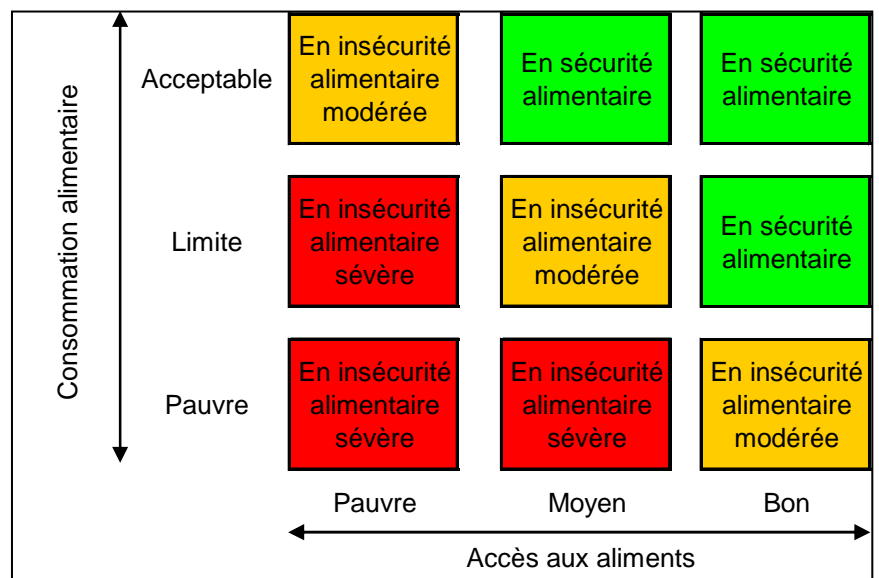 Consommation alimentaire
Acceptable
En insécurité
alimentaire
modérée
En sécurité
alimentaire
En sécurité
alimentaire
Limite
En insécurité
alimentaire
sévère
En insécurité
alimentaire
modérée
En sécurité
alimentaire
Pauvre
En insécurité
alimentaire
sévère
En insécurité
alimentaire
sévère
En insécurité
alimentaire
modérée
Pauvre
Moyen
Bon
Accès aux aliments